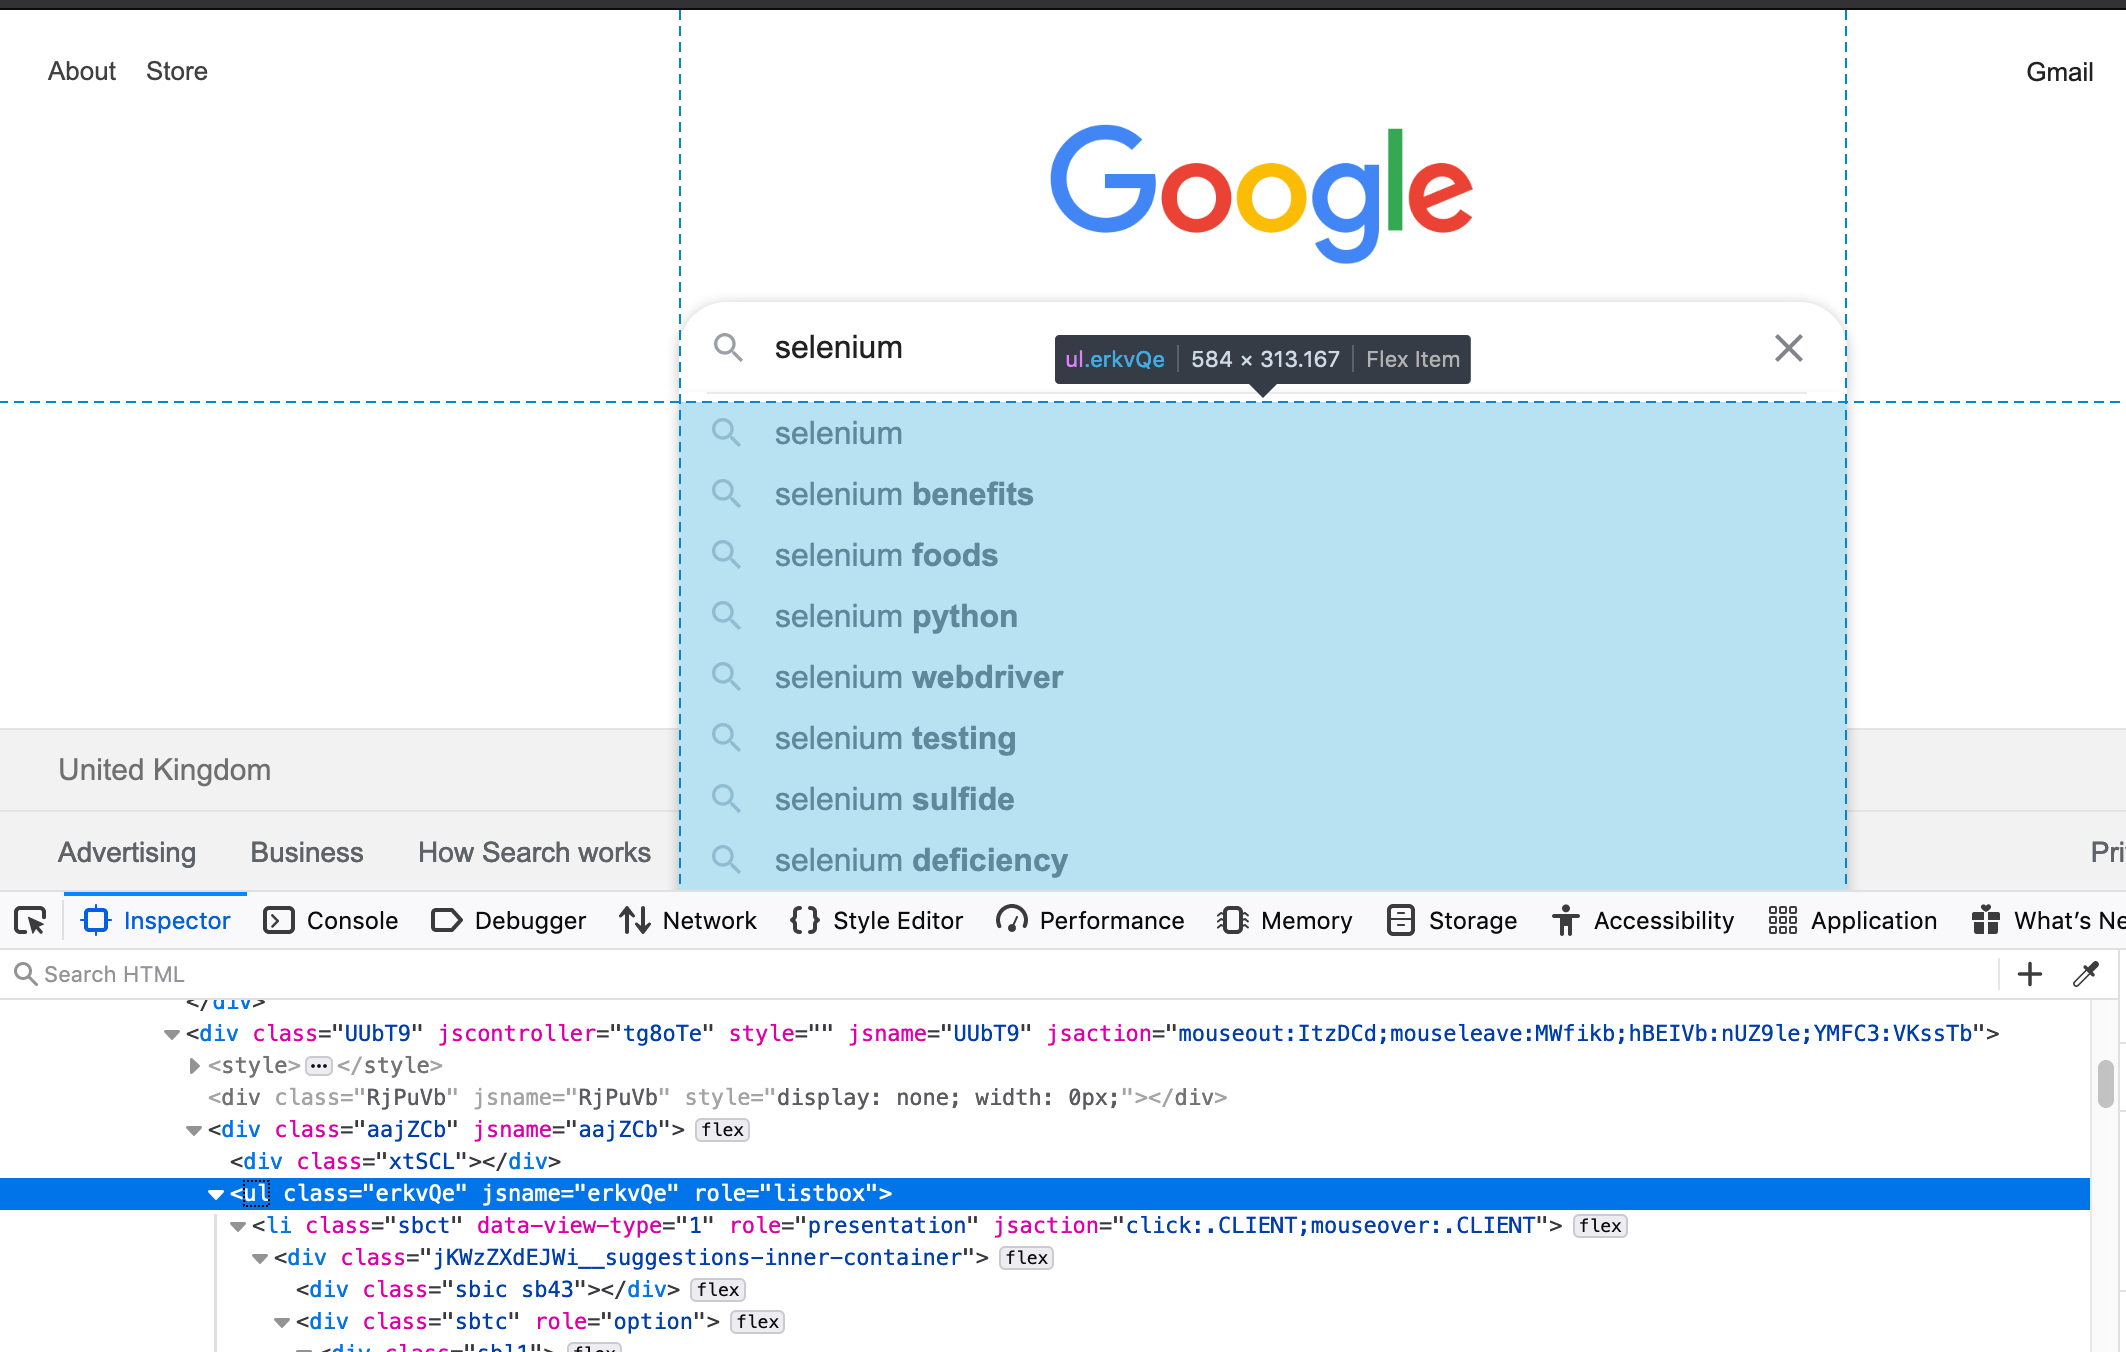 About Store Gmail
Google
selenium
ul.erkvQe 584 × 313.167 Flex Item
selenium
selenium benefits
selenium foods
selenium python
selenium webdriver
selenium testing
selenium sulfide
selenium deficiency
United Kingdom
Advertising Business How Search works
Inspector Console Debugger Network Style Editor Performance Memory Storage Accessibility Application What's Ne
Search HTML
</div>
<div class="UUbT9" jscontroller="tg8oTe" style="" jsname="UUbT9" jsaction="mouseout:ItzDCd;mouseleave:MWfikb;hBEIVb:nUZ9le;YMFC3:VKssTb">
<style> ••• </style>
<div class="RjPuVb" jsname="RjPuVb" style="display: none; width: 0px;"></div>
<div class="aajZCb" jsname="aajZCb"> flex
<div class="xtSCL"></div>
<ul class="erkvQe" jsname="erkvQe" role="listbox">
<li class="sbct" data-view-type="1" role="presentation" jsaction="click:.CLIENT;mouseover:.CLIENT"> flex
<div class="jKWzZXdEJWi__suggestions-inner-container"> flex
<div class="sbic sb43"></div> flex
<div class="sbtc" role="option"> flex
<div class="sbl1"> flex